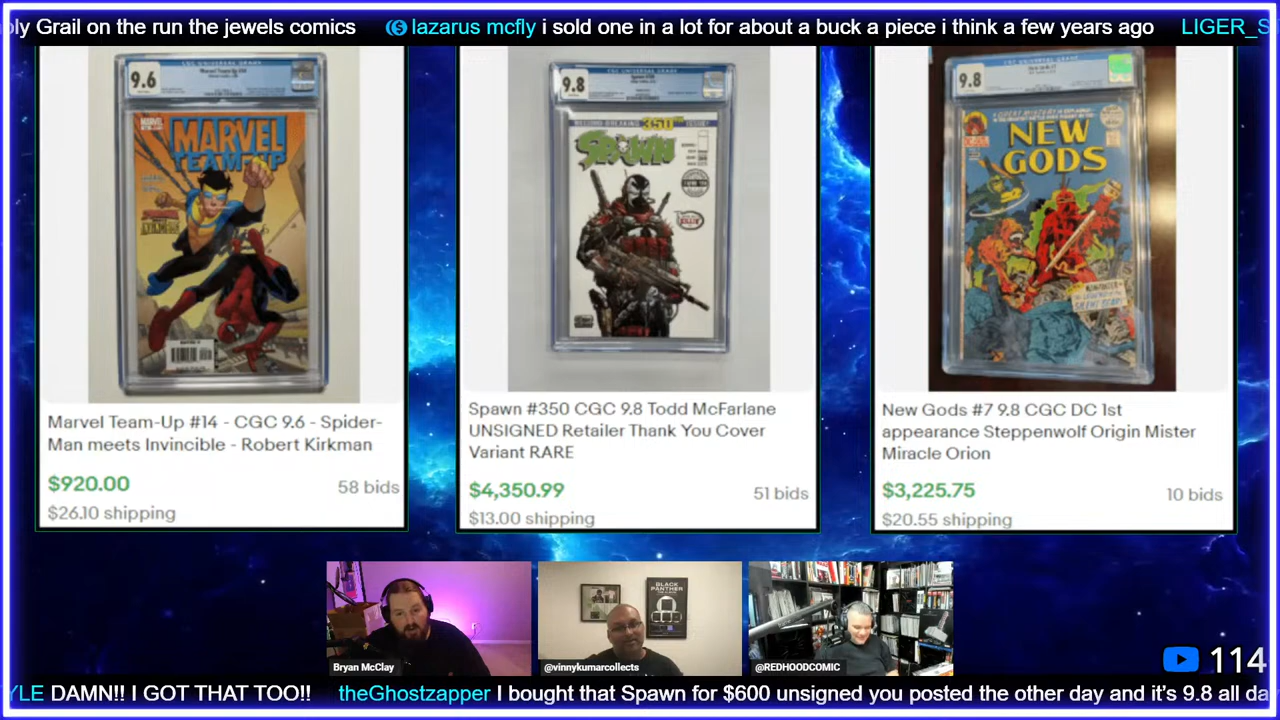 ly Grail on the run the jewels comics lazarus mcfly i sold one in a lot for about a buck a piece i think a few years ago LIGER_S
9.6
MARVEL
TEAM-UP
Marvel Team-Up #14 - CGC 9.6 - Spider-
Man meets Invincible - Robert Kirkman
$920.00 58 bids
$26.10 shipping
9.8
350
SPAWN
Spawn #350 CGC 9.8 Todd McFarlane
UNSIGNED Retailer Thank You Cover
Variant RARE
$4,350.99 51 bids
$13.00 shipping
9.8
NEW
GODS
New Gods #7 9.8 CGC DC 1st
appearance Steppenwolf Origin Mister
Miracle Orion
$3,225.75 10 bids
$20.55 shipping
BLACK
PANTHER
Bryan McClay
@vinnykumarcollects
@REDHOODCOMIC
114
YLE DAMN!! I GOT THAT TOO!! theGhostzapper I bought that Spawn for $600 unsigned you posted the other day and it's 9.8 all da